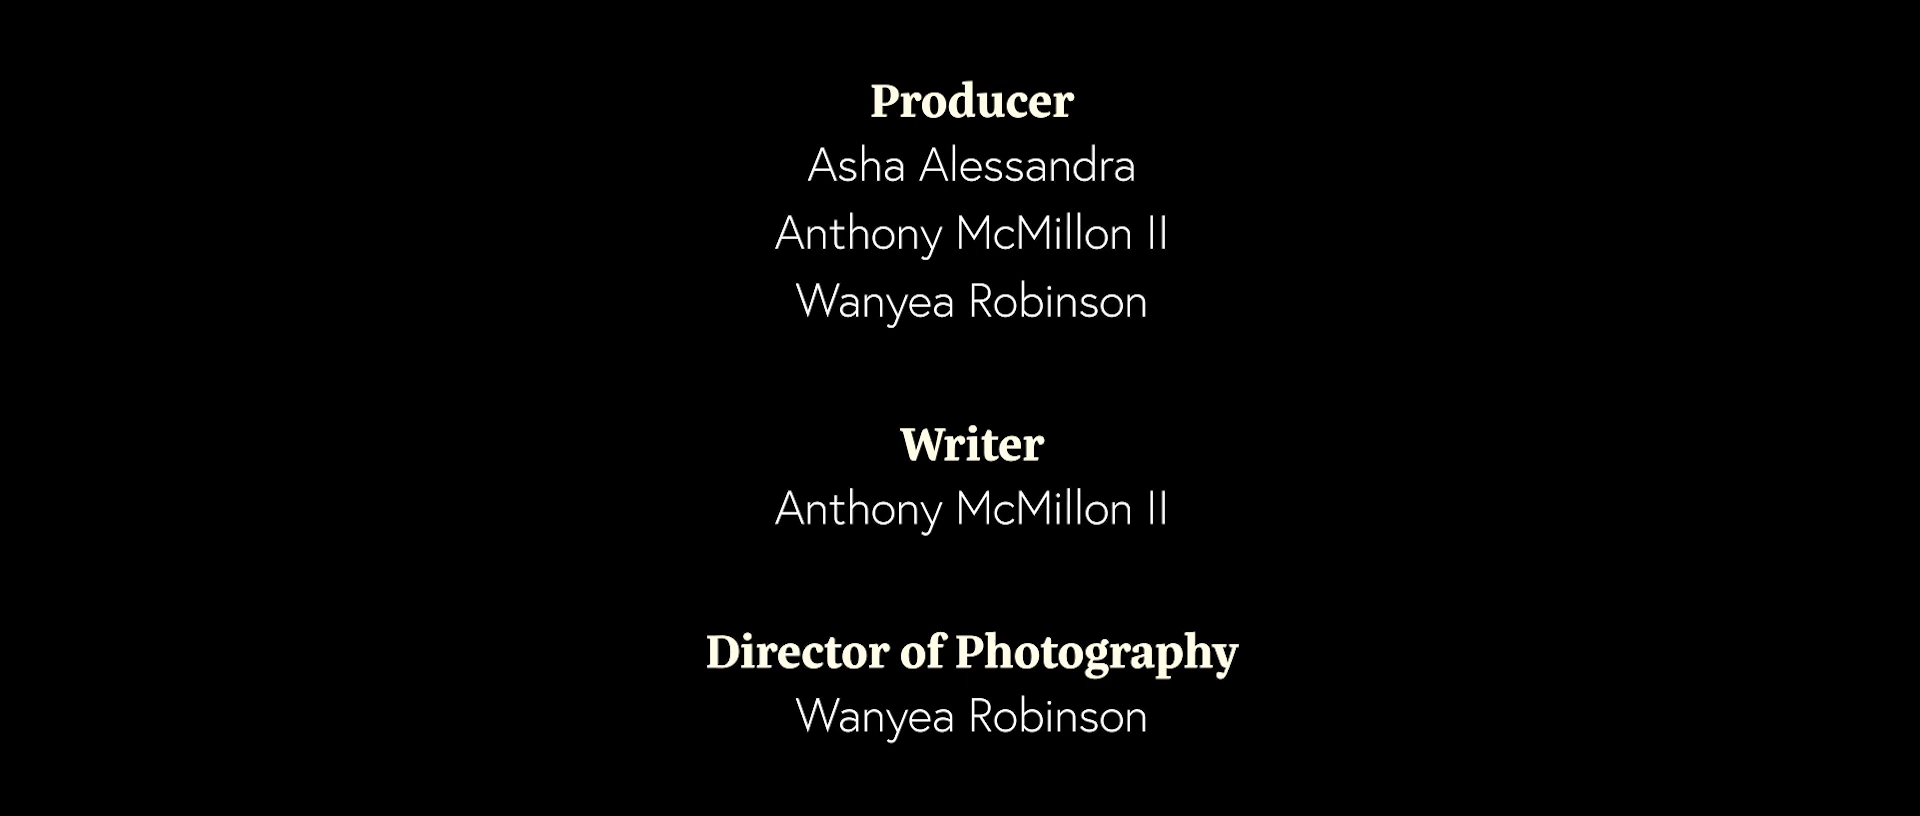 Producer
Asha Alessandra
Anthony McMillon II
Wanyea Robinson
Writer
Anthony McMillon II
Director of Photography
Wanyea Robinson